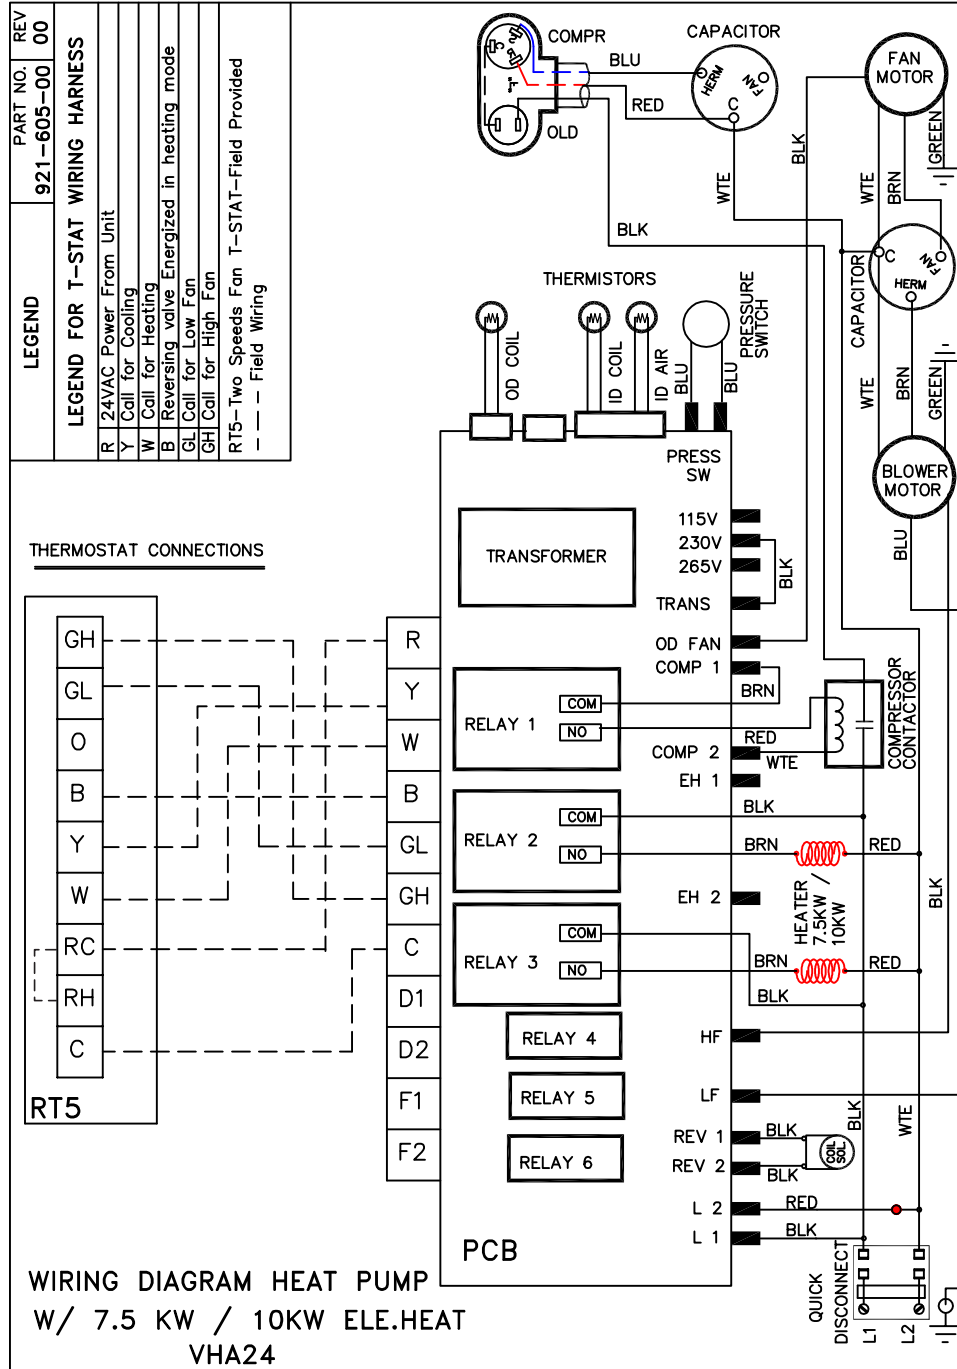 PART NO.
REV
921-605-00
00
LEGEND
LEGEND FOR T-STAT WIRING HARNESS
R 24VAC Power From Unit
Y Call for Cooling
W Call for Heating
B Reversing valve Energized in heating mode
GL Call for Low Fan
GH Call for High Fan
RT5-Two Speeds Fan T-STAT-Field Provided
--- Field Wiring
COMPR
S
C
R
OLD
BLU
RED
CAPACITOR
HERM
FAN
C
WTE
BLK
BLK
FAN
MOTOR
WTE
BRN
GREEN
CAPACITOR
C
FAN
HERM
WTE
BRN
GREEN
BLOWER
MOTOR
BLU
THERMISTORS
OD COIL
ID COIL
ID AIR
BLU
BLU
PRESSURE
SWITCH
PRESS
SW
TRANSFORMER
115V
230V
265V
BLK
TRANS
OD FAN
COMP 1
BRN
RED
COMP 2
WTE
EH 1
COMPRESSOR
CONTACTOR
THERMOSTAT CONNECTIONS
GH
GL
O
B
Y
W
RC
RH
C
RT5
R
Y
W
B
GL
GH
C
D1
D2
F1
F2
RELAY 1
COM
NO
RELAY 2
COM
NO
BLK
BRN
RED
EH 2
HEATER
7.5KW /
10KW
BLK
RELAY 3
COM
NO
BRN
RED
BLK
RELAY 4
RELAY 5
RELAY 6
HF
LF
REV 1
BLK
REV 2
BLK
COIL
SOL.
BLK
WTE
L 2
RED
L 1
BLK
PCB
QUICK
DISCONNECT
L1
L2
WIRING DIAGRAM HEAT PUMP
W/ 7.5 KW / 10KW ELE.HEAT
VHA24